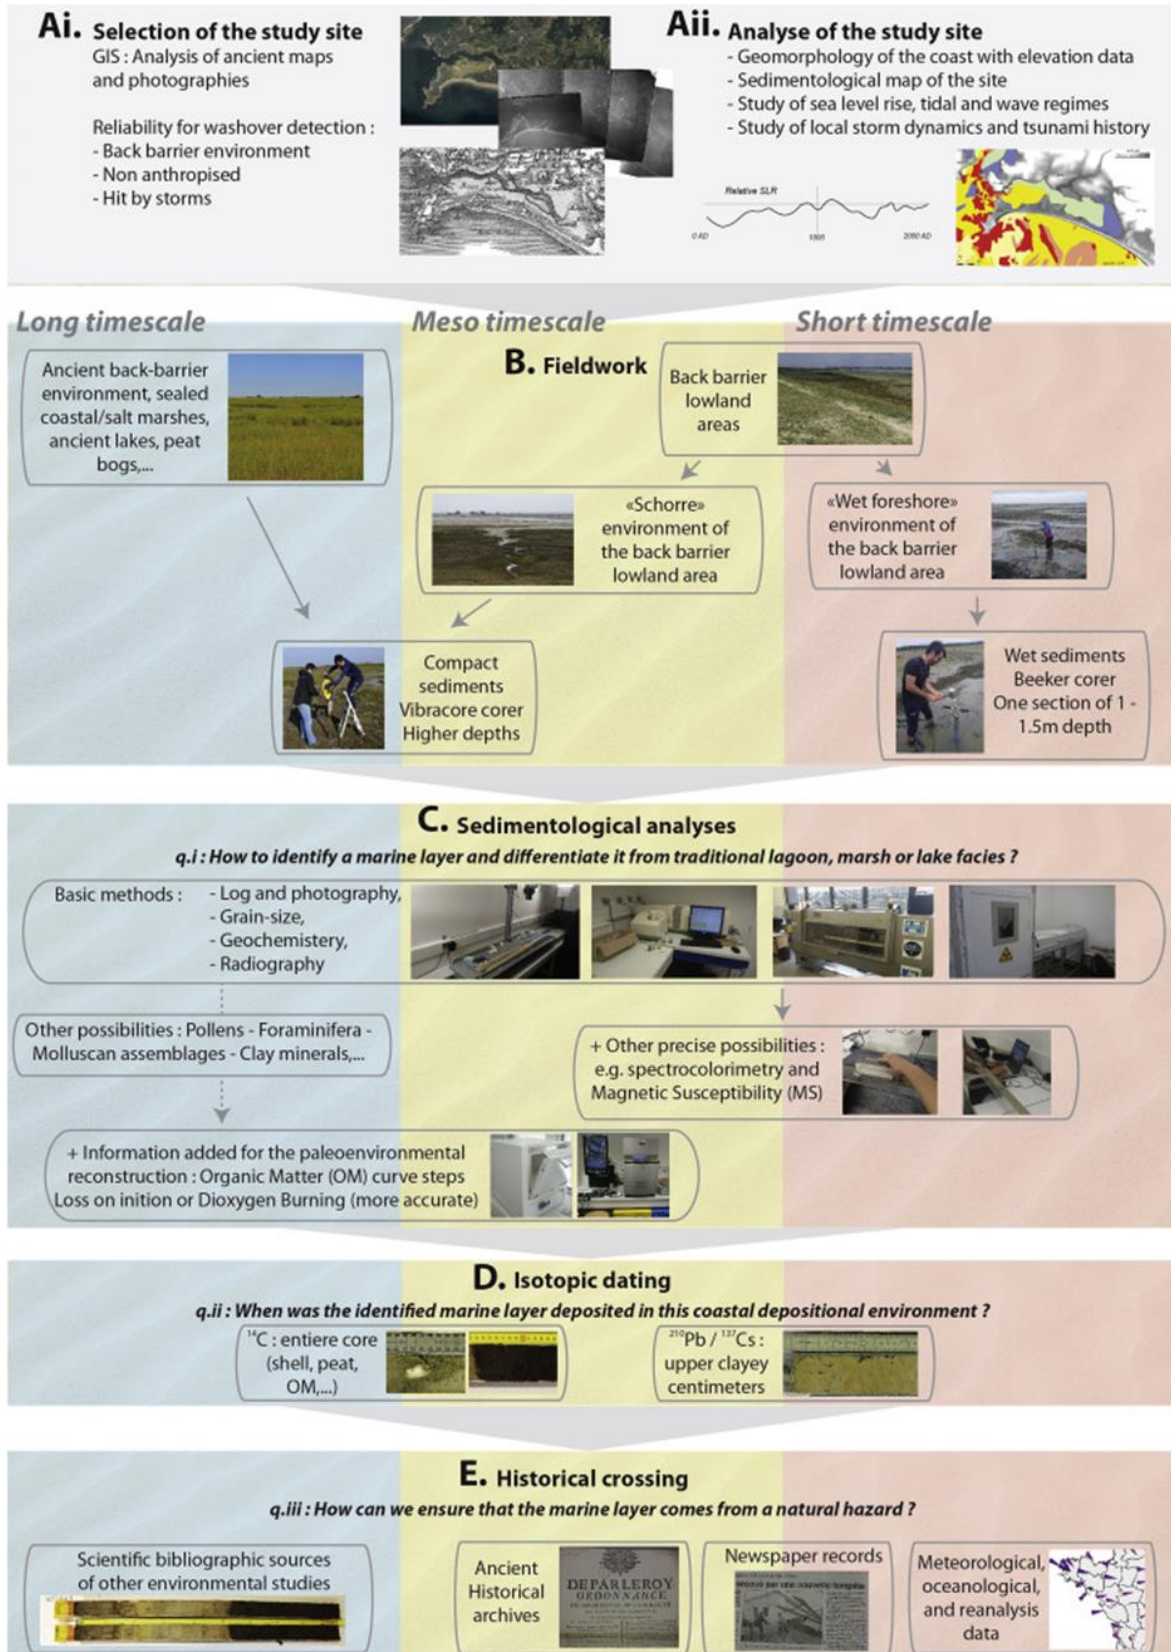 Ai. Selection of the study site
GIS : Analysis of ancient maps
and photographies
Reliability for washover detection :
- Back barrier environment
- Non anthropised
- Hit by storms
Aii. Analyse of the study site
- Geomorphology of the coast with elevation data
- Sedimentological map of the site
- Study of sea level rise, tidal and wave regimes
- Study of local storm dynamics and tsunami history
Relative SLR
0 AD
2000 AD
Long timescale
Meso timescale
Short timescale
B. Fieldwork
Ancient back-barrier
environment, sealed
coastal/salt marshes,
ancient lakes, peat
bogs,...
Back barrier
lowland
areas
«Schorre»
environment of
the back barrier
lowland area
«Wet foreshore»
environment of
the back barrier
lowland area
Compact
sediments
Vibracore corer
Higher depths
Wet sediments
Beeker corer
One section of 1 -
1.5m depth
C. Sedimentological analyses
q.i : How to identify a marine layer and differentiate it from traditional lagoon, marsh or lake facies ?
Basic methods :
- Log and photography,
- Grain-size,
- Geochemistery,
- Radiography
Other possibilities : Pollens - Foraminifera -
Molluscan assemblages - Clay minerals,...
+ Other precise possibilities :
e.g. spectrocolorimetry and
Magnetic Susceptibility (MS)
+ Information added for the paleoenvironmental
reconstruction : Organic Matter (OM) curve steps
Loss on inition or Dioxygen Burning (more accurate)
D. Isotopic dating
q.ii : When was the identified marine layer deposited in this coastal depositional environment ?
¹⁴C : entiere core
(shell, peat,
OM,...)
²¹⁰Pb / ¹³⁷Cs :
upper clayey
centimeters
E. Historical crossing
q.iii : How can we ensure that the marine layer comes from a natural hazard ?
Scientific bibliographic sources
of other environmental studies
Ancient
Historical
archives
DE PAR LE ROY
ORDONNANCE
Newspaper records
par une nouvelle tempête
Meteorological,
oceanological,
and reanalysis
data